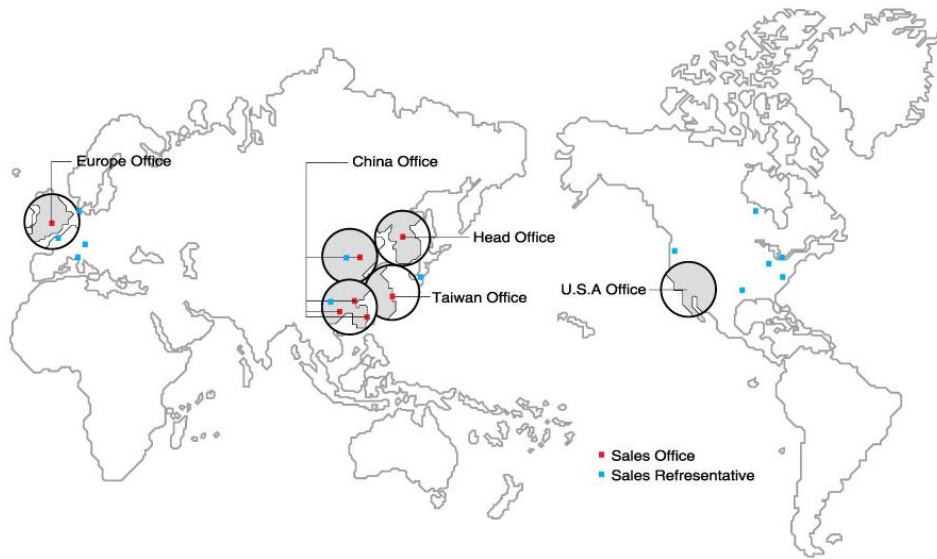 Europe Office
China Office
Head Office
Taiwan Office
U.S.A Office
Sales Office
Sales Refresentative